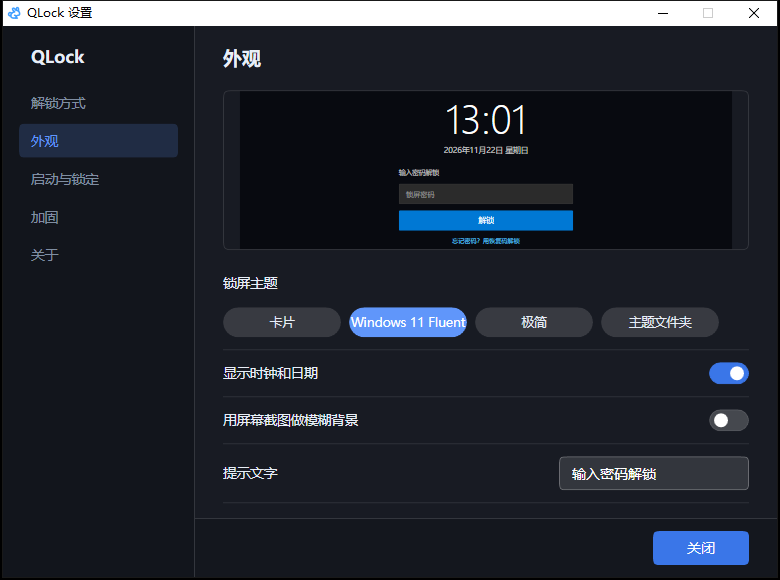 QLock 设置
QLock
解锁方式
外观
启动与锁定
加固
关于
外观
13:01
2026年11月22日 星期日
输入密码解锁
锁屏密码
解锁
忘记密码？用恢复码解锁
锁屏主题
卡片
Windows 11 Fluent
极简
主题文件夹
显示时钟和日期
用屏幕截图做模糊背景
提示文字
输入密码解锁
关闭